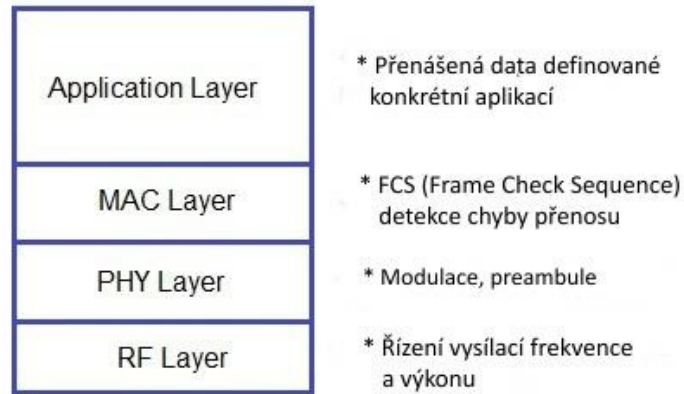 Application Layer
* Přenášená data definované
konkrétní aplikací
MAC Layer
* FCS (Frame Check Sequence)
detekce chyby přenosu
PHY Layer
* Modulace, preambule
RF Layer
* Řízení vysílací frekvence
a výkonu